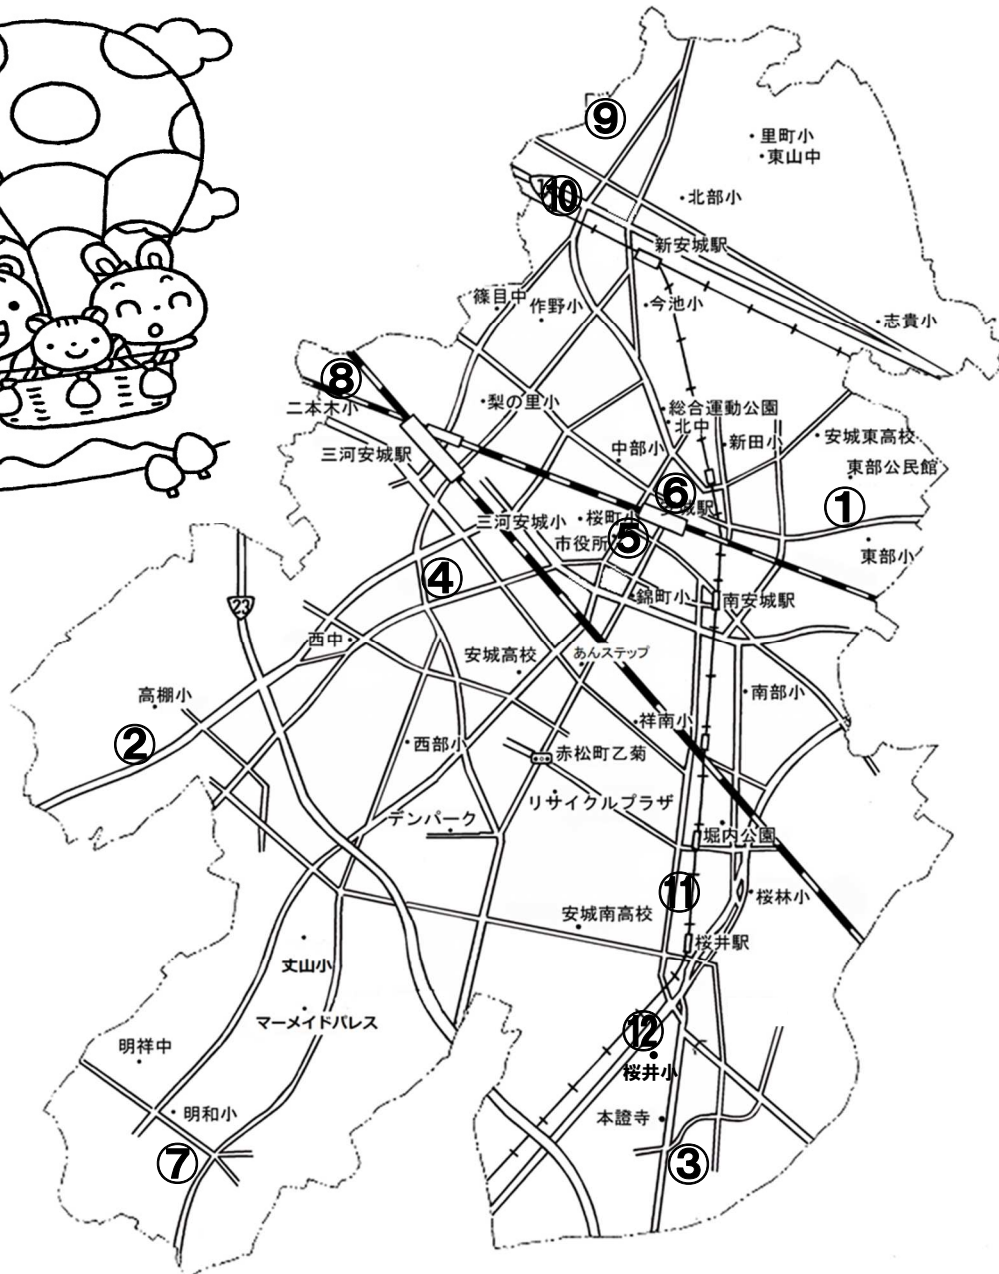 ⑨
・里町小
・東山中
⑩
・北部小
新安城駅
篠目中
作野小
・今池小
・志貴小
⑧
二本木小
・梨の里小
・総合運動公園
・北中
・新田小
・安城東高校
中部小
三河安城駅
東部公民館
⑥
安城駅
①
三河安城小
・桜町小
市役所
⑤
東部小
④
・錦町小
南安城駅
23
西中・
安城高校
あんステップ
高棚小
・南部小
・祥南小
②
・西部小
赤松町乙菊
リサイクルプラザ
デンパーク
堀内公園
⑪
・桜林小
安城南高校
桜井駅
丈山小
マーメイドパレス
⑫
明祥中
桜井小
・明和小
本證寺
⑦
③